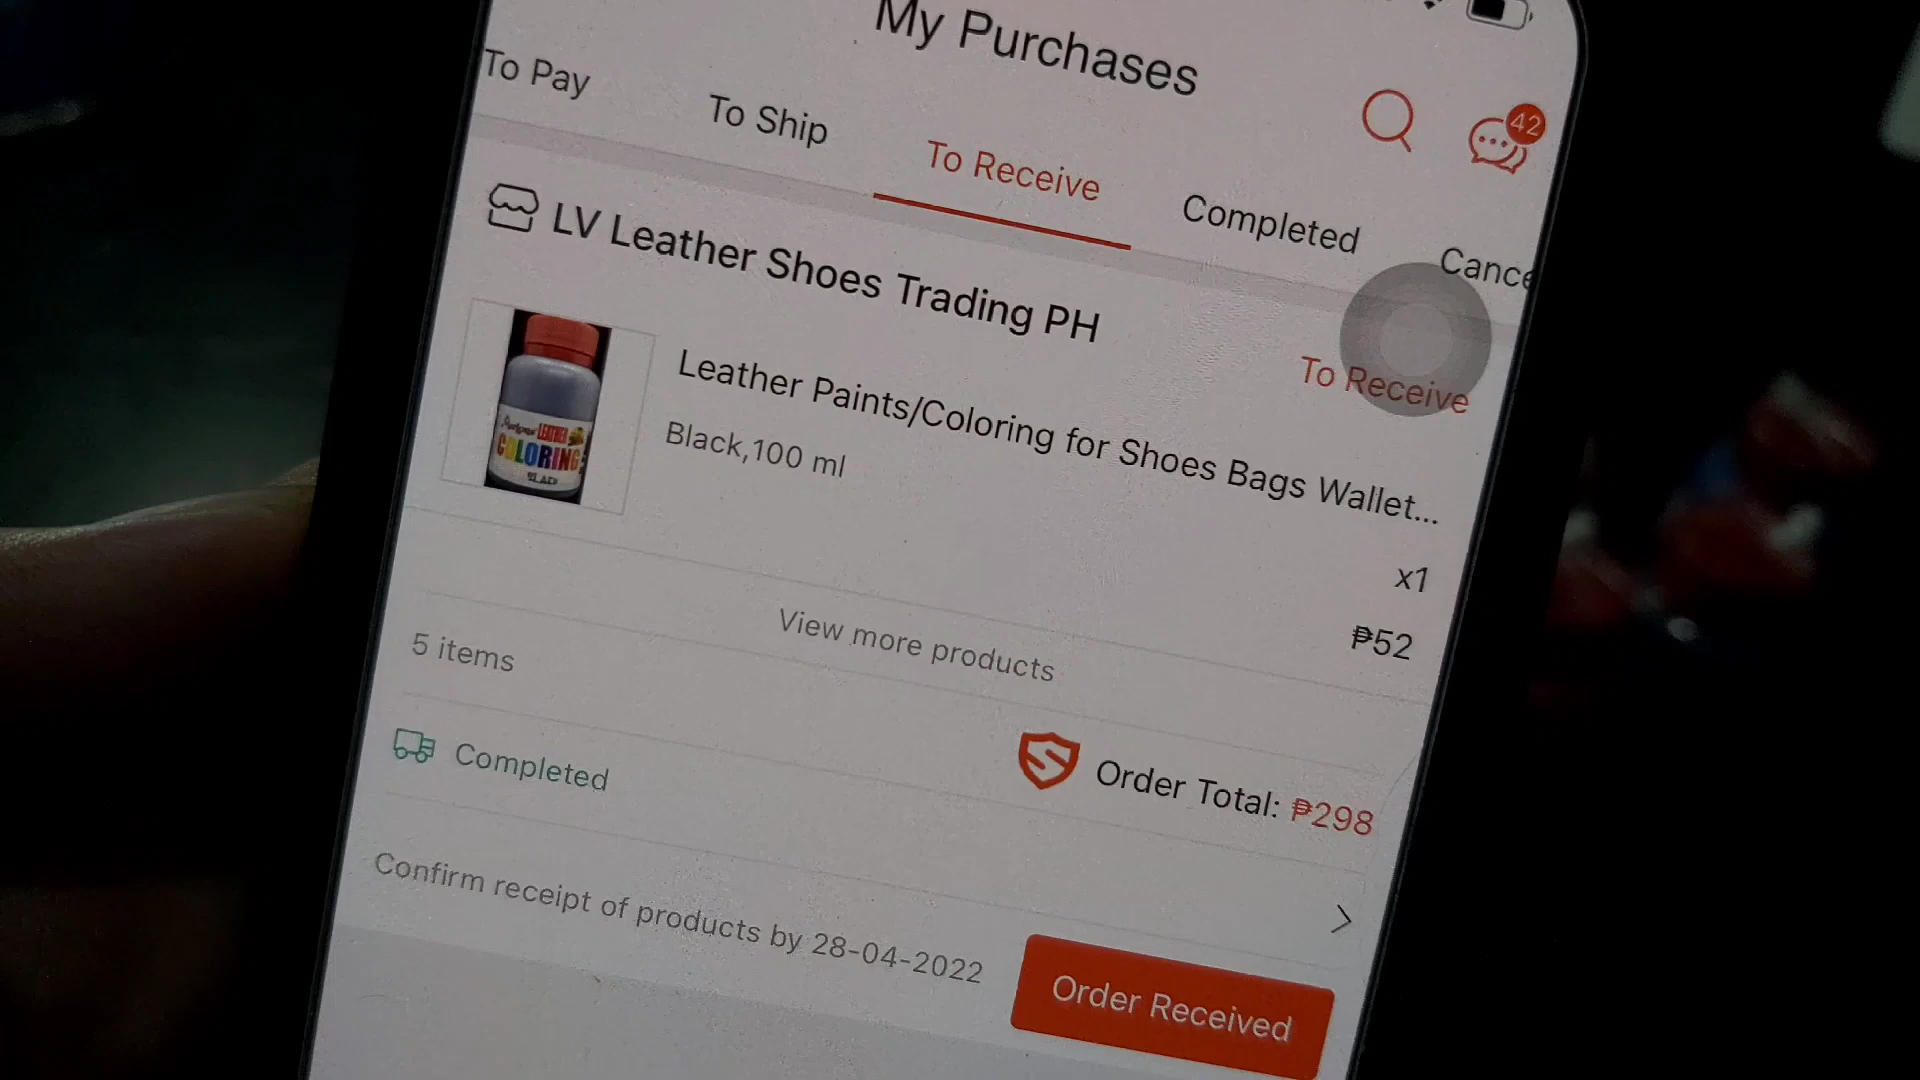 My Purchases
To Pay
To Ship
To Receive
Completed
Cance
42
LV Leather Shoes Trading PH
To Receive
LEATHER
COLORING
Leather Paints/Coloring for Shoes Bags Wallet...
Black,100 ml
x1
₱52
View more products
5 items
Order Total: ₱298
Completed
Confirm receipt of products by 28-04-2022
Order Received